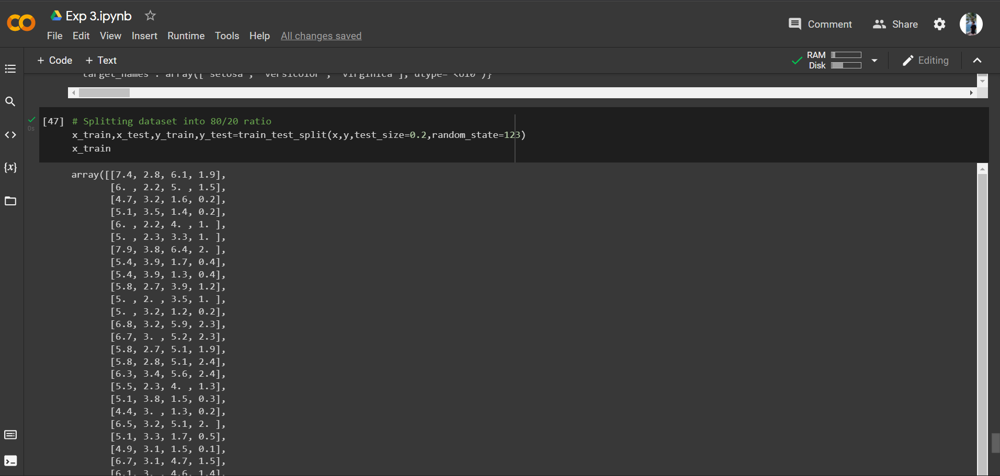 Exp 3.ipynb
Comment
Share
File Edit View Insert Runtime Tools Help All changes saved
+ Code + Text
RAM
Disk
Editing
'target_names': array(['setosa', 'versicolor', 'virginica'], dtype='<U10')}
[47] # Splitting dataset into 80/20 ratio
0s
x_train,x_test,y_train,y_test=train_test_split(x,y,test_size=0.2,random_state=123)
x_train
array([[7.4, 2.8, 6.1, 1.9],
[6. , 2.2, 5. , 1.5],
[4.7, 3.2, 1.6, 0.2],
[5.1, 3.5, 1.4, 0.2],
[6. , 2.2, 4. , 1. ],
[5. , 2.3, 3.3, 1. ],
[7.9, 3.8, 6.4, 2. ],
[5.4, 3.9, 1.7, 0.4],
[5.4, 3.9, 1.3, 0.4],
[5.8, 2.7, 3.9, 1.2],
[5. , 2. , 3.5, 1. ],
[5. , 3.2, 1.2, 0.2],
[6.8, 3.2, 5.9, 2.3],
[6.7, 3. , 5.2, 2.3],
[5.8, 2.7, 5.1, 1.9],
[5.8, 2.8, 5.1, 2.4],
[6.3, 3.4, 5.6, 2.4],
[5.5, 2.3, 4. , 1.3],
[5.1, 3.8, 1.5, 0.3],
[4.4, 3. , 1.3, 0.2],
[6.5, 3.2, 5.1, 2. ],
[5.1, 3.3, 1.7, 0.5],
[4.9, 3.1, 1.5, 0.1],
[6.7, 3.1, 4.7, 1.5],
[6.1, 3. , 4.6, 1.4],